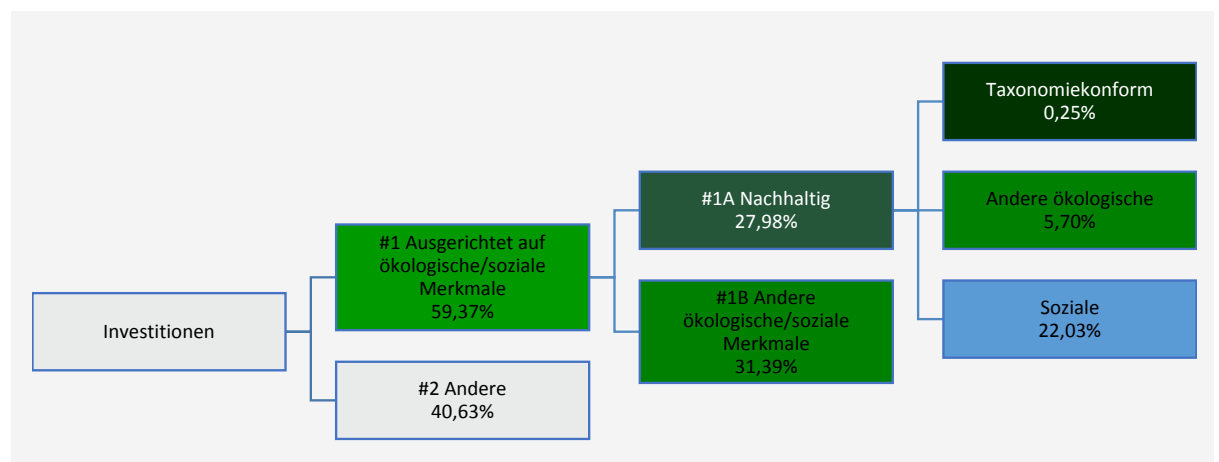 Investitionen
#1 Ausgerichtet auf
ökologische/soziale
Merkmale
59,37%
#2 Andere
40,63%
#1A Nachhaltig
27,98%
#1B Andere
ökologische/soziale
Merkmale
31,39%
Taxonomiekonform
0,25%
Andere ökologische
5,70%
Soziale
22,03%